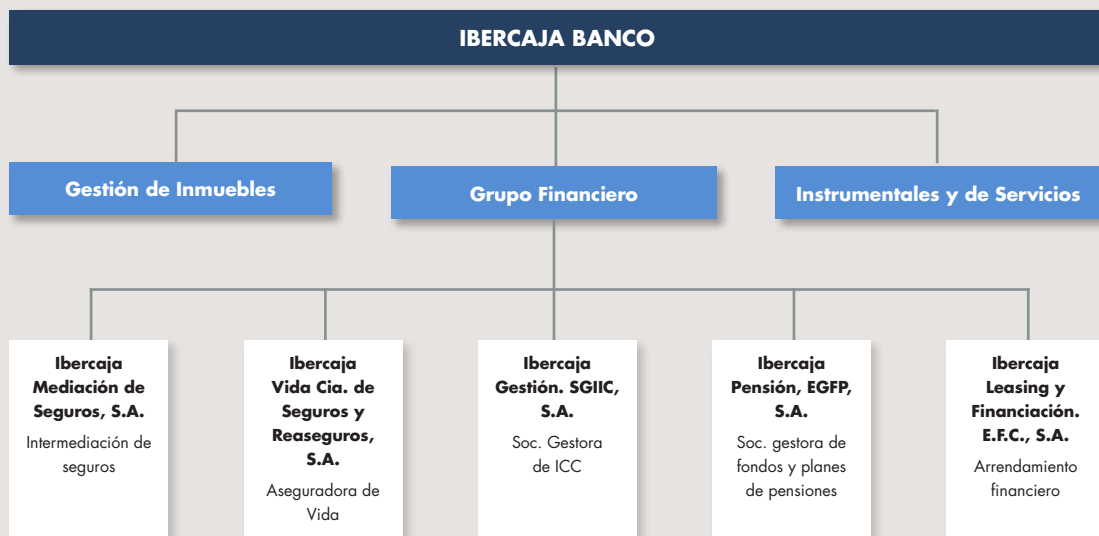 IBERCAJA BANCO
Gestión de Inmuebles
Grupo Financiero
Instrumentales y de Servicios
Ibercaja
Mediación de
Seguros, S.A.
Intermediación de
seguros
Ibercaja
Vida Cia. de
Seguros y
Reaseguros,
S.A.
Aseguradora de
Vida
Ibercaja
Gestión. SGIIC,
S.A.
Soc. Gestora
de ICC
Ibercaja
Pensión, EGFP,
S.A.
Soc. gestora de
fondos y planes
de pensiones
Ibercaja
Leasing y
Financiación.
E.F.C., S.A.
Arrendamiento
financiero